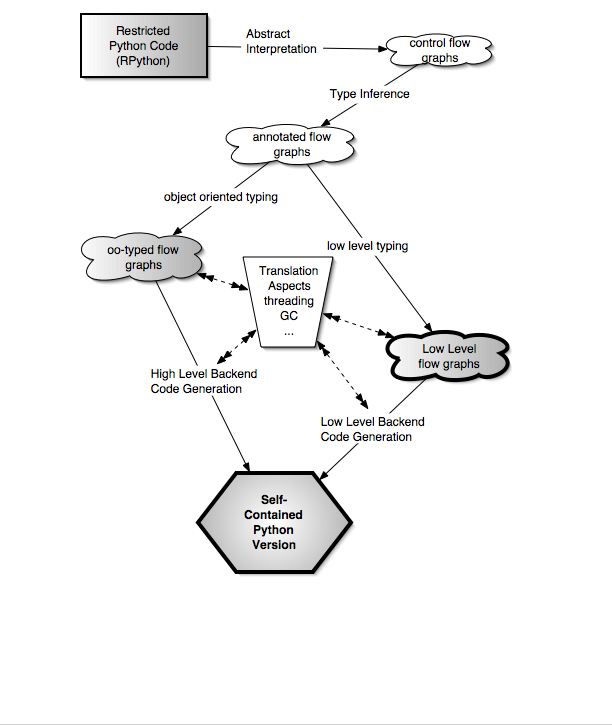 Restricted
Python Code
(RPython)
Abstract
Interpretation
control flow
graphs
Type Inference
annotated flow
graphs
object oriented typing
low level typing
oo-typed flow
graphs
Translation
Aspects
threading
GC
...
Low Level
flow graphs
High Level Backend
Code Generation
Low Level Backend
Code Generation
Self-
Contained
Python
Version